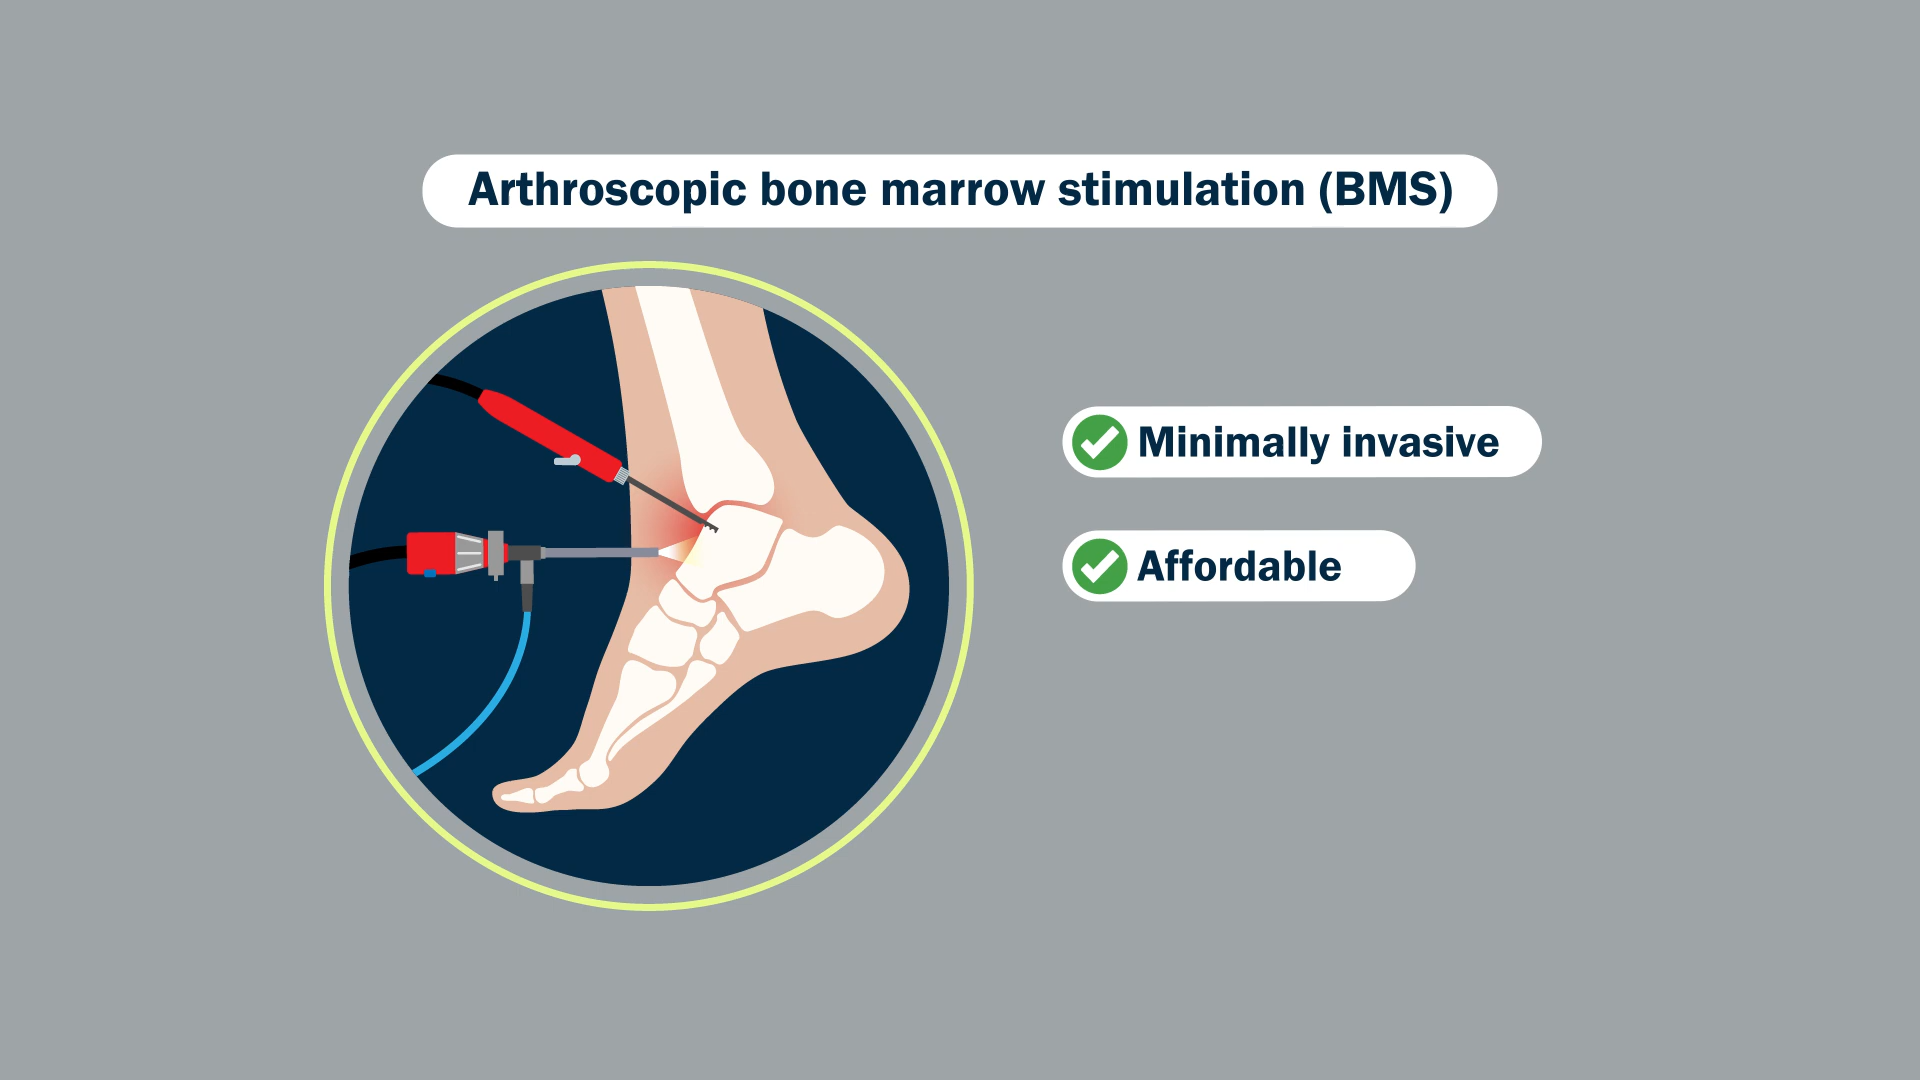 Arthroscopic bone marrow stimulation (BMS)
Minimally invasive
Affordable